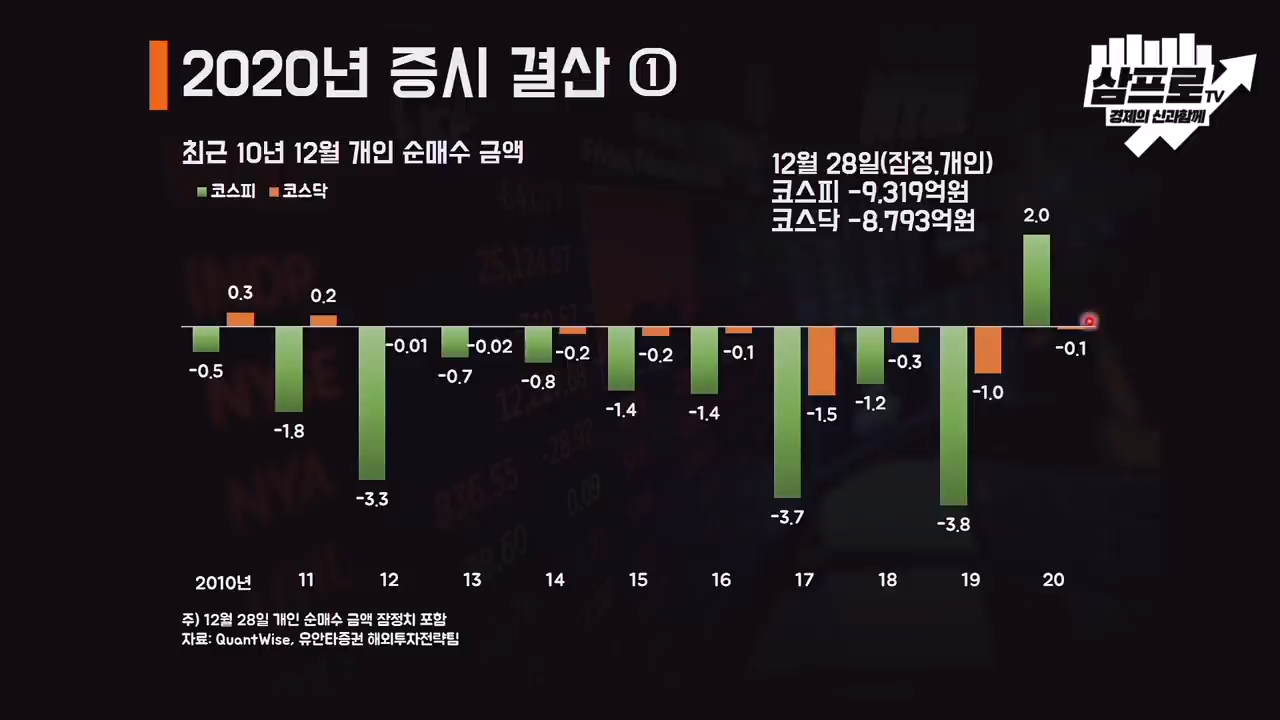 2020년 증시 결산 ①
삼프로TV
경제의 신과함께
최근 10년 12월 개인 순매수 금액
코스피 코스닥
12월 28일(잠정,개인)
코스피 -9,319억원
코스닥 -8,793억원
2.0
0.3 0.2
-0.5 -1.8 -3.3 -0.01 -0.7 -0.02 -0.8 -0.2 -1.4 -0.2 -1.4 -0.1 -3.7 -1.5 -1.2 -0.3 -3.8 -1.0 -0.1
2010년 11 12 13 14 15 16 17 18 19 20
주) 12월 28일 개인 순매수 금액 잠정치 포함
자료: QuantWise, 유안타증권 해외투자전략팀